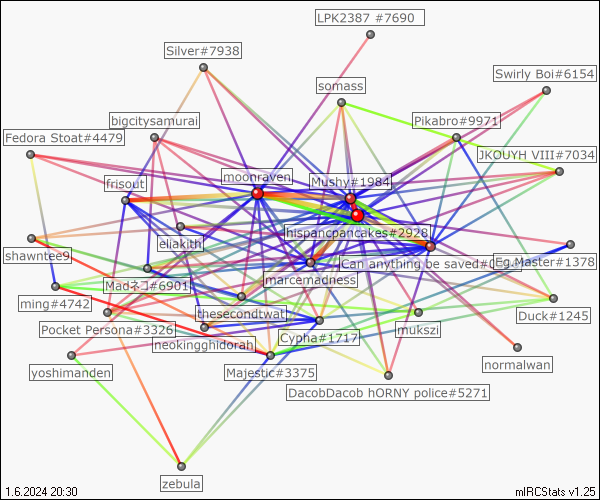 LPK2387 #7690
Silver#7938
Swirly Boi#6154
somass
bigcitysamurai
Pikabro#9971
Fedora Stoat#4479
JKOUYH VIII#7034
moonraven
Mushy#1984
frisout
hispancpancakes#2928
eliakith
shawntee9
Can anything be saved#0
Eg.Master#1378
marcemadness
Madネコ#6901
ming#4742
thesecondtwat
Duck#1245
Pocket Persona#3326
mukszi
Cypha#1717
neokingghidorah
normalwan
yoshimanden
Majestic#3375
DacobDacob hORNY police#5271
zebula
1.6.2024 20:30
mIRCStats v1.25